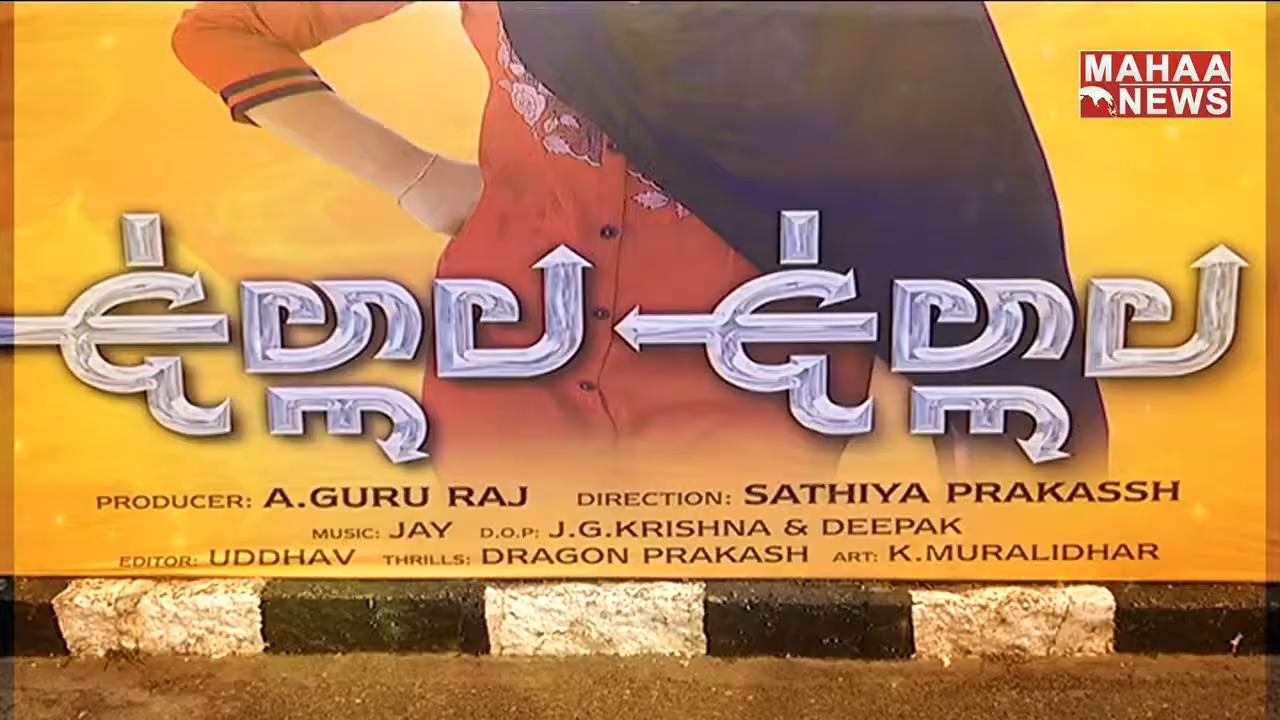 MAHAA
NEWS
ఉల్లాల ఉల్లాల
PRODUCER: A.GURU RAJ DIRECTION: SATHIYA PRAKASSH
MUSIC: JAY D.O.P: J.G.KRISHNA & DEEPAK
EDITOR: UDDHAV THRILLS: DRAGON PRAKASH ART: K.MURALIDHAR